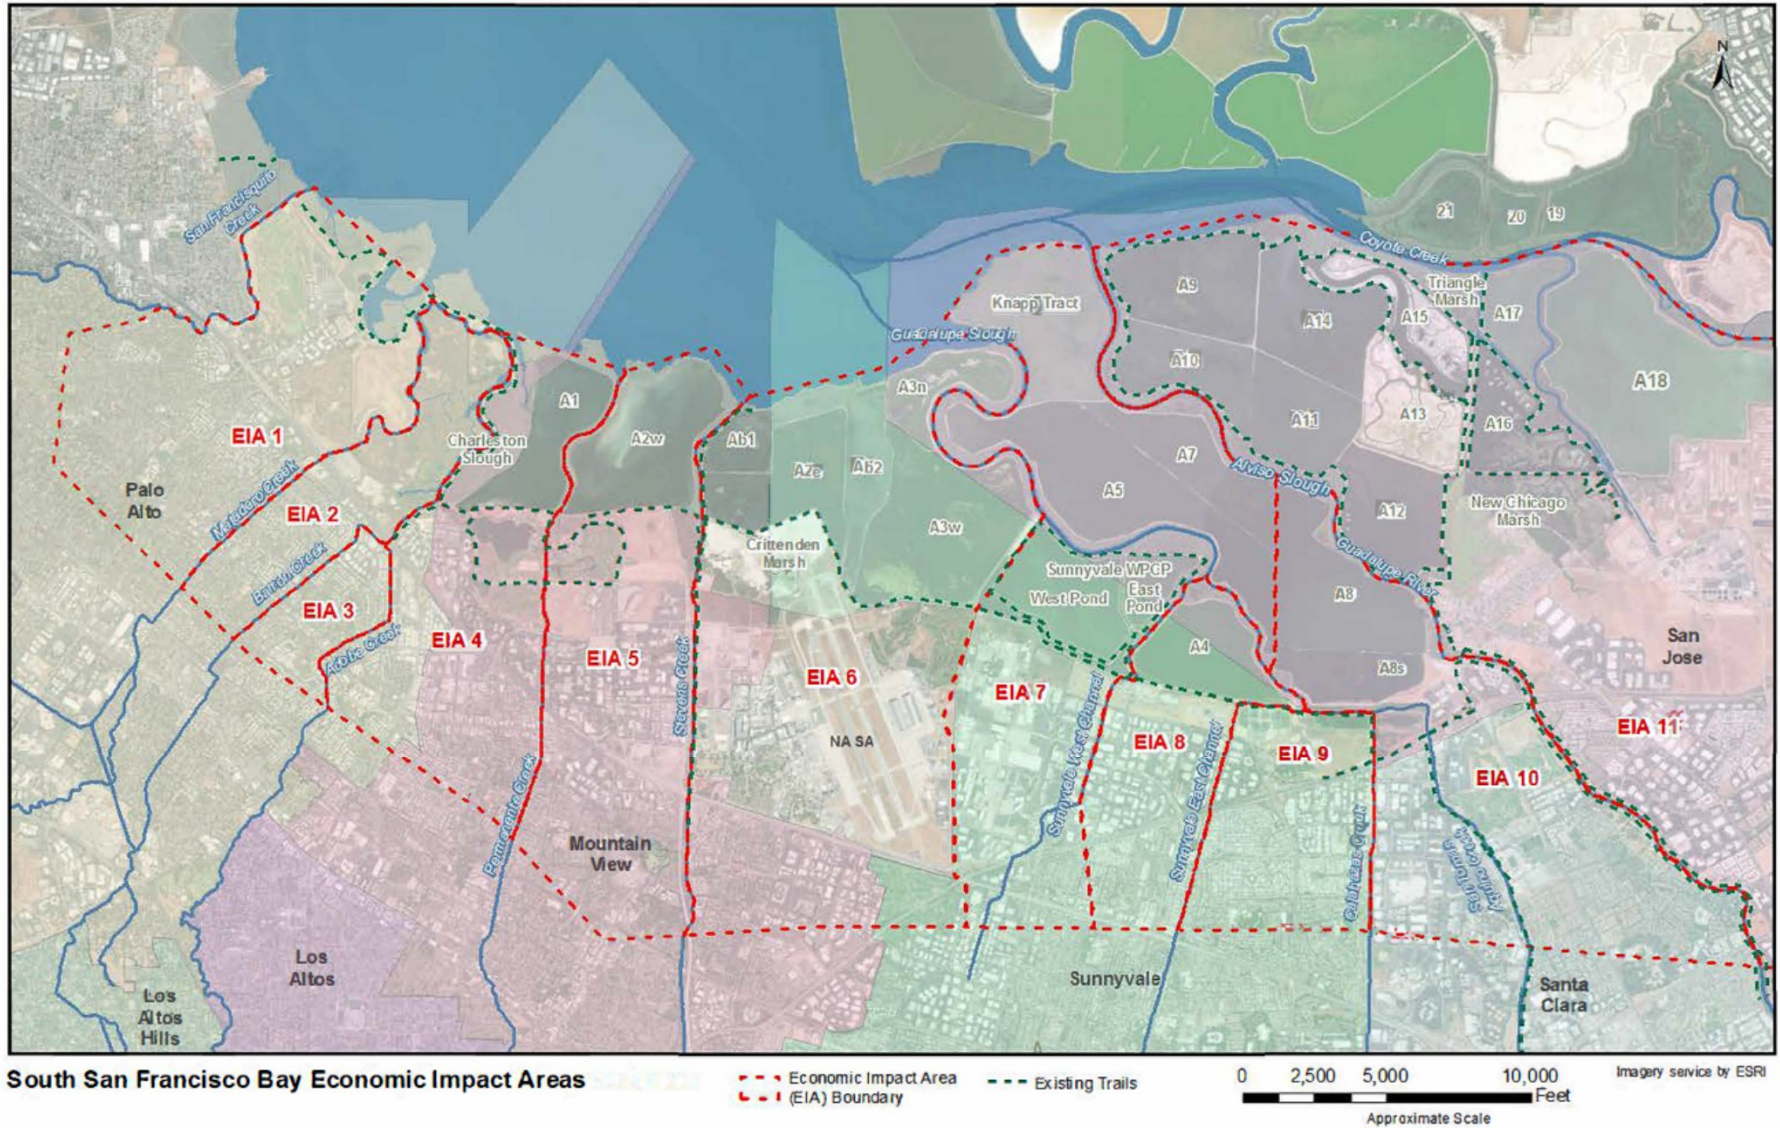 N
21
20
19
San Francisquito
Creek
Coyote Creek
Triangle
Marsh
A9
Knapp Tract
A14
A15
A17
Guadalupe Slough
A10
A18
A3n
A1
A11
A13
A16
EIA 1
Charleston
Slough
A2w
Ab1
A7
Alviso Slough
A2e
Ab2
Palo
Alto
Matadero Creek
EIA 2
A5
New Chicago
Marsh
A12
A3w
Crittenden
Marsh
Barron Creek
Guadalupe River
Sunnyvale WPCP
West Pond
East
Pond
EIA 3
A8
Adobe Creek
EIA 4
EIA 5
Stevens Creek
EIA 6
A4
A8s
San
Jose
EIA 7
Sunnyvale West Channel
NASA
EIA 8
EIA 9
EIA 11
EIA 10
Sunnyvale East Channel
Permanente Creek
Mountain
View
Calabazas Creek
San Tomas
Aquino Creek
Los
Altos
Los
Altos
Hills
Sunnyvale
Santa
Clara
South San Francisco Bay Economic Impact Areas
Economic Impact Area
(EIA) Boundary
Existing Trails
0 2,500 5,000 10,000
Feet
Approximate Scale
Imagery service by ESRI